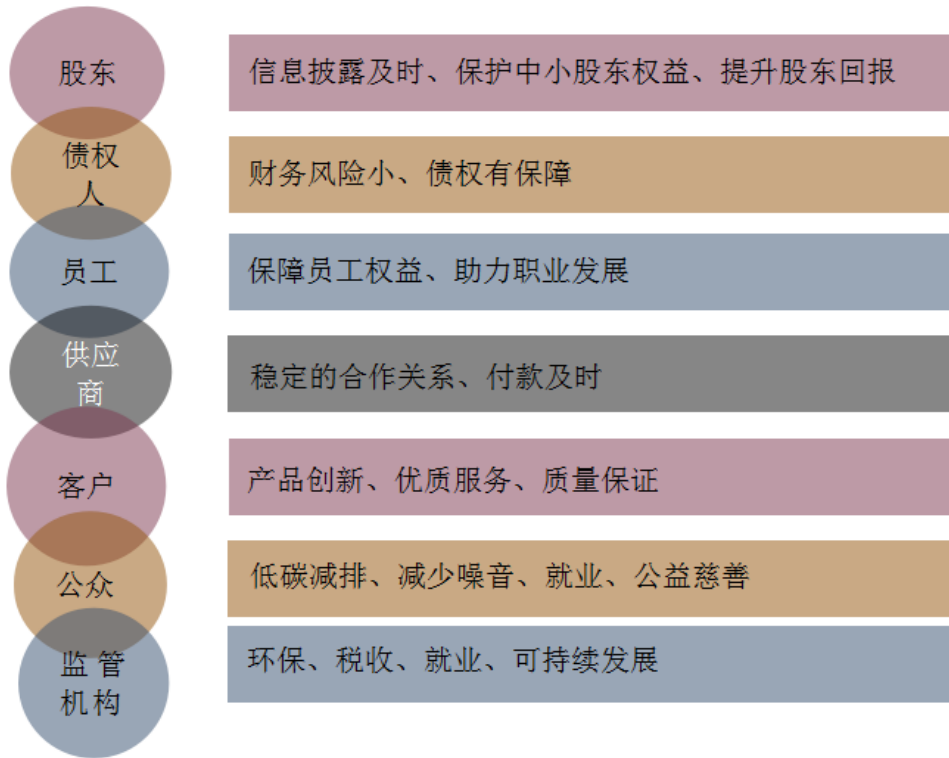 股东
信息披露及时、保护中小股东权益、提升股东回报
债权
人
财务风险小、债权有保障
员工
保障员工权益、助力职业发展
供应
商
稳定的合作关系、付款及时
客户
产品创新、优质服务、质量保证
公众
低碳减排、减少噪音、就业、公益慈善
监管
机构
环保、税收、就业、可持续发展